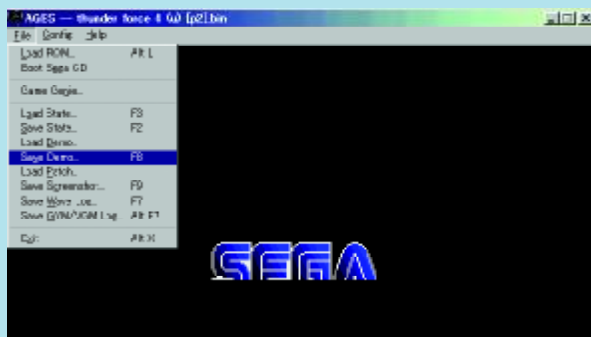 AGES — thunder force 4 (J) [p2].bin
File Config Help
Load ROM... Alt L
Boot Sega CD
Game Genie...
Load State... F3
Save State... F2
Load Demo...
Save Demo... F8
Load Patch...
Save Screenshot... F9
Save Wave Log... F7
Save GYM/VGM Log Alt F7
Exit Alt X
SEGA